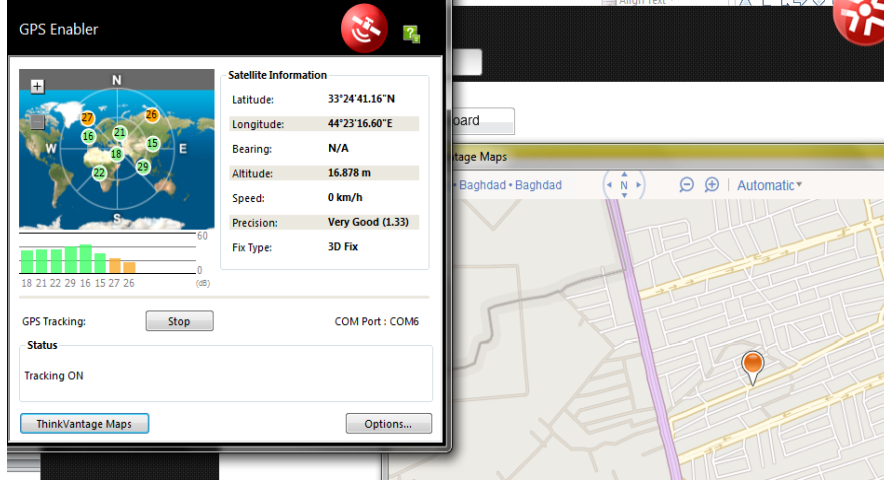 Align Text
GPS Enabler
N
27
26
16
21
15
W
E
18
22
29
S
60
0
18 21 22 29 16 15 27 26
(dB)
Satellite Information
Latitude: 33°24'41.16"N
Longitude: 44°23'16.60"E
Bearing: N/A
Altitude: 16.878 m
Speed: 0 km/h
Precision: Very Good (1.33)
Fix Type: 3D Fix
GPS Tracking: Stop COM Port : COM6
Status
Tracking ON
ThinkVantage Maps Options...
oard
tage Maps
• Baghdad • Baghdad N Automatic